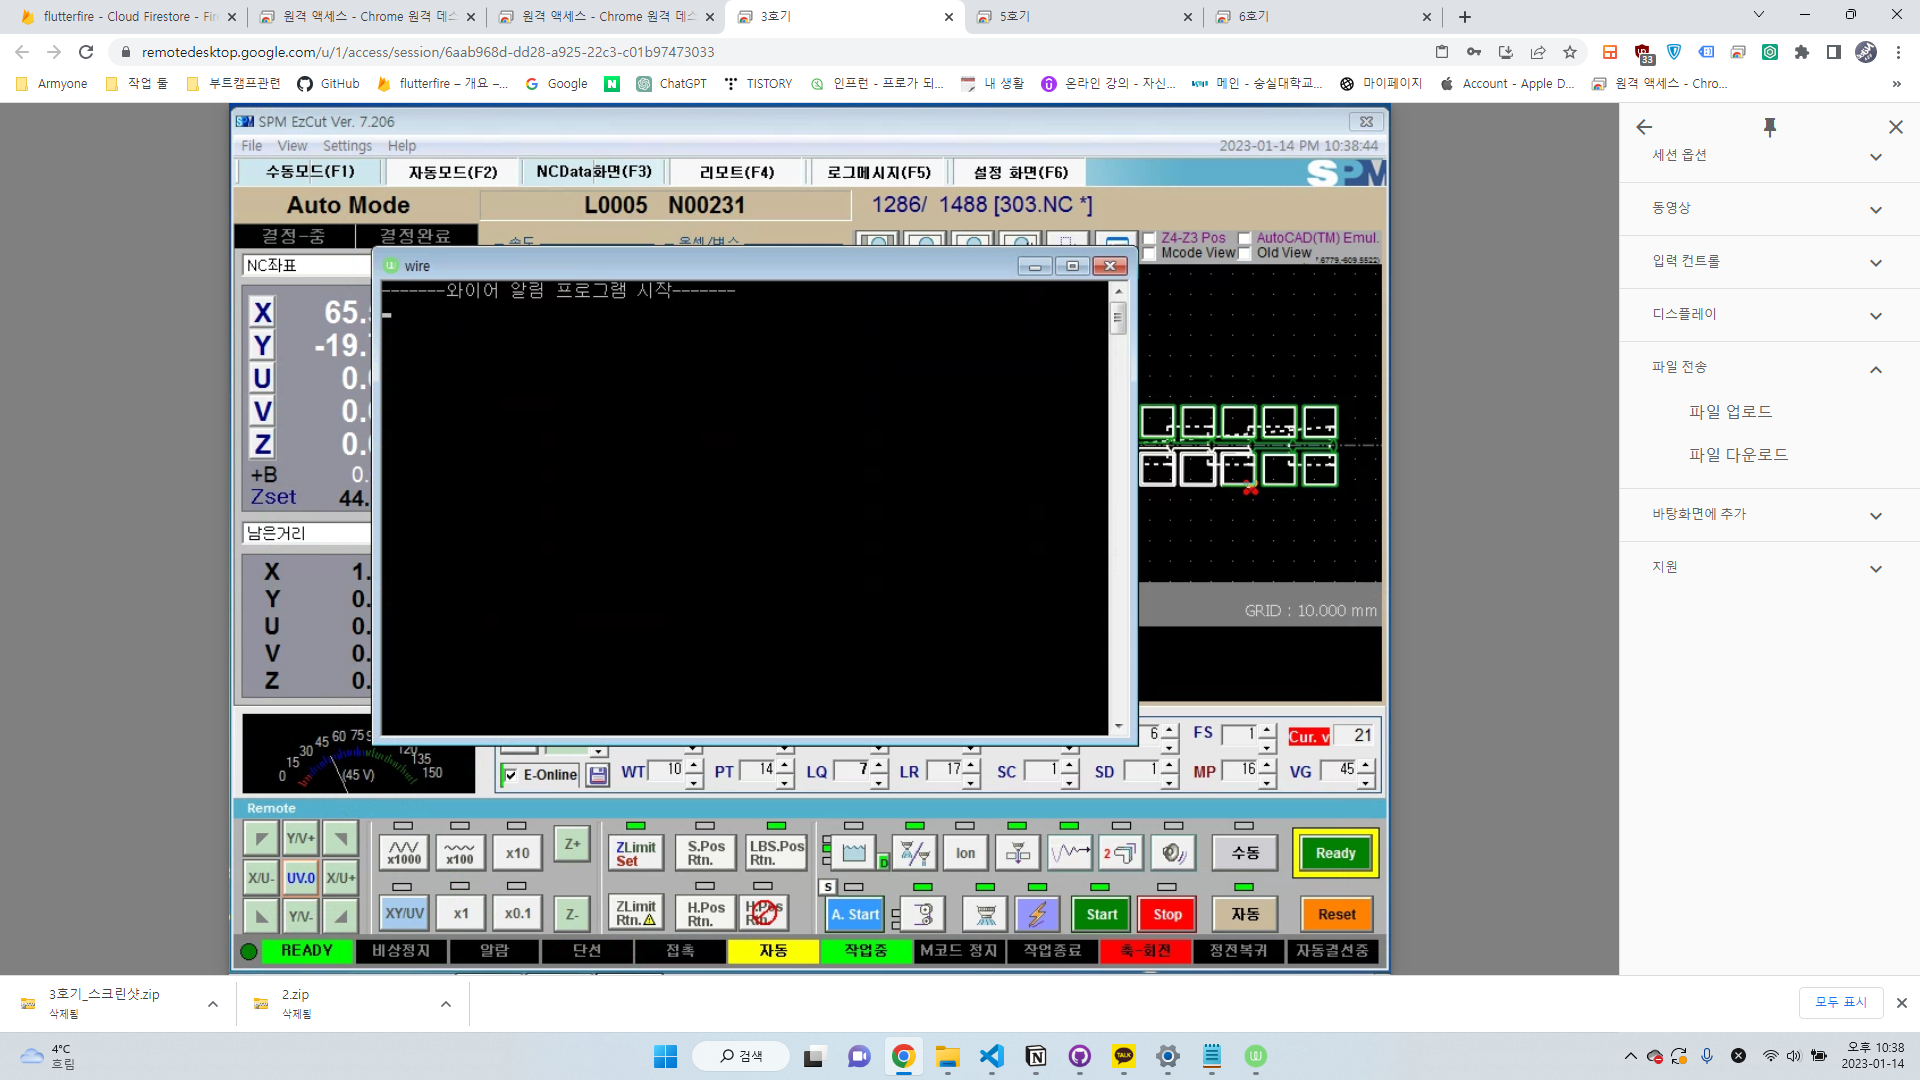 flutterfire - Cloud Firestore - Fire
원격 액세스 - Chrome 원격 데스
원격 액세스 - Chrome 원격 데스
3호기
5호기
6호기
remotedesktop.google.com/u/1/access/session/6aab968d-dd28-a925-22c3-c01b97473033
33
Armyone
작업 툴
부트캠프관련
GitHub
flutterfire – 개요 –...
Google
N
ChatGPT
TISTORY
인프런 - 프로가 되...
내 생활
온라인 강의 - 자신...
메인 - 숭실대학교...
마이페이지
Account - Apple D...
원격 액세스 - Chro...
»
SPM EzCut Ver. 7.206
File View Settings Help
2023-01-14 PM 10:38:44
수동모드(F1)
자동모드(F2)
NCData화면(F3)
리모트(F4)
로그메시지(F5)
설정 화면(F6)
SPM
Auto Mode
L0005 N00231
1286/ 1488 [303.NC *]
결정-중
결정완료
속도
옵셋/벼스
Z4-Z3 Pos
AutoCAD(TM) Emul.
Mcode View
Old View
NC좌표
wire
-------와이어 알림 프로그램 시작-------
X 65.
Y -19.
U 0.
V 0.
Z 0.
+B 0.
Zset 44.
남은거리
X 1.
Y 0.
U 0.
V 0.
Z 0.
GRID : 10.000 mm
0 15 30 45 60 75 120 135 150
(45 V)
6
FS 1
Cur. v 21
E-Online
WT 10
PT 14
LQ 7
LR 17
SC 1
SD 1
MP 16
VG 45
Remote
Y/V+
x1000
x100
x10
Z+
ZLimit Set
S.Pos Rtn.
LBS.Pos Rtn.
D
Ion
2
수동
Ready
X/U-
UV.0
X/U+
Y/V-
XY/UV
x1
x0.1
Z-
ZLimit Rtn.
H.Pos Rtn.
H.Pos Rtn.
S
A. Start
Start
Stop
자동
Reset
READY
비상정지
알람
단선
접촉
자동
작업중
M코드 정지
작업종료
축-회전
정전복귀
자동결선중
세션 옵션
동영상
입력 컨트롤
디스플레이
파일 전송
파일 업로드
파일 다운로드
바탕화면에 추가
지원
3호기_스크린샷.zip
삭제됨
2.zip
삭제됨
모두 표시
4°C
흐림
검색
TALK
오후 10:38
2023-01-14